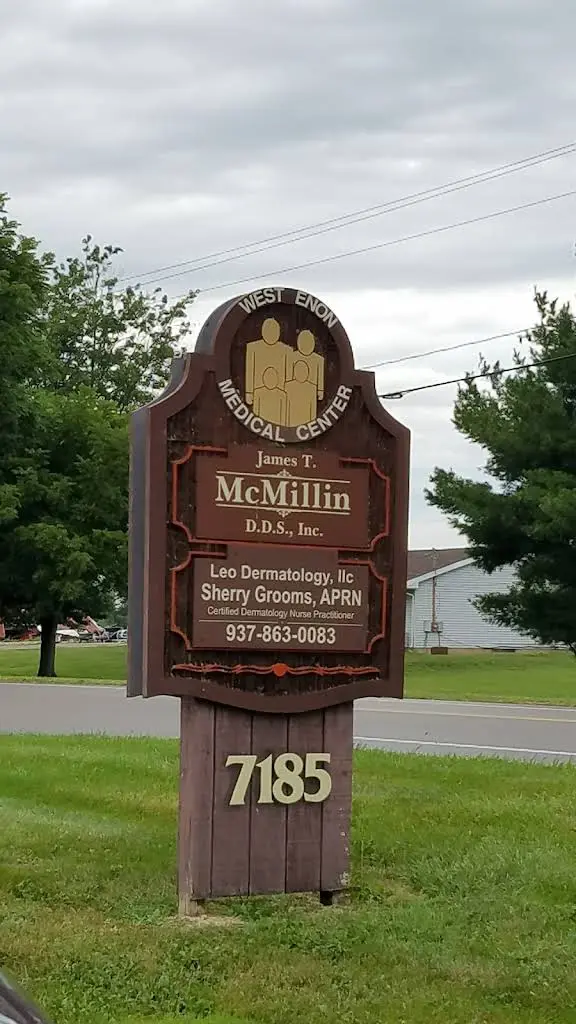 WEST ENON
MEDICAL CENTER
James T.
McMillin
D.D.S., Inc.
Leo Dermatology, llc
Sherry Grooms, APRN
Certified Dermatology Nurse Practitioner
937-863-0083
7185